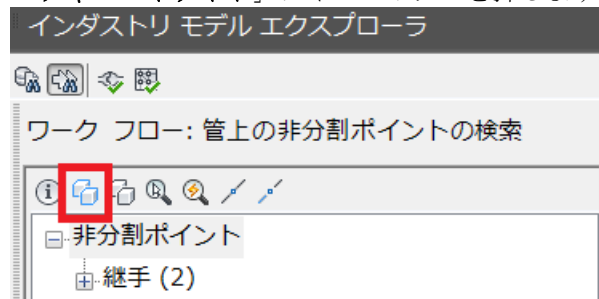 インダストリ モデル エクスプローラ
ワーク フロー: 管上の非分割ポイントの検索
非分割ポイント
継手 (2)